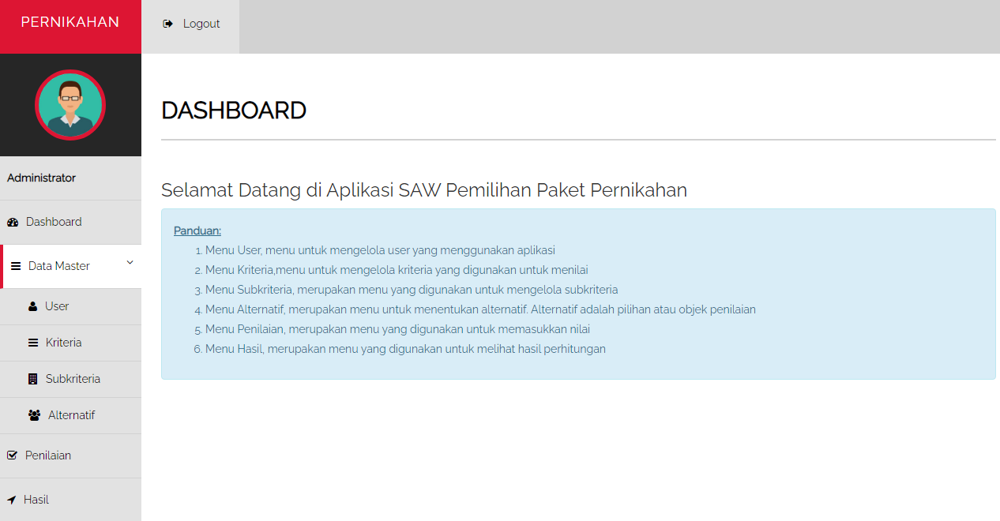 PERNIKAHAN
Logout
Administrator
Dashboard
Data Master
User
Kriteria
Subkriteria
Alternatif
Penilaian
Hasil
DASHBOARD
Selamat Datang di Aplikasi SAW Pemilihan Paket Pernikahan
Panduan:
1. Menu User, menu untuk mengelola user yang menggunakan aplikasi
2. Menu Kriteria,menu untuk mengelola kriteria yang digunakan untuk menilai
3. Menu Subkriteria, merupakan menu yang digunakan untuk mengelola subkriteria
4. Menu Alternatif, merupakan menu untuk menentukan alternatif. Alternatif adalah pilihan atau objek penilaian
5. Menu Penilaian, merupakan menu yang digunakan untuk memasukkan nilai
6. Menu Hasil, merupakan menu yang digunakan untuk melihat hasil perhitungan